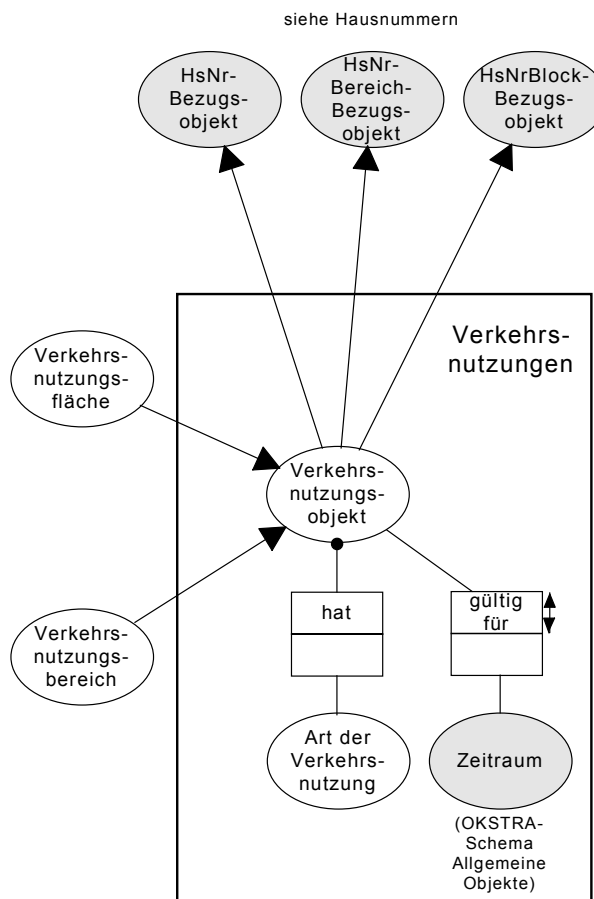 siehe Hausnummern
HsNr-
Bezugs-
objekt
HsNr-
Bereich-
Bezugs-
objekt
HsNrBlock-
Bezugs-
objekt
Verkehrs-
nutzungen
Verkehrs-
nutzungs-
fläche
Verkehrs-
nutzungs-
objekt
Verkehrs-
nutzungs-
bereich
hat
gültig
für
Art der
Verkehrs-
nutzung
Zeitraum
(OKSTRA-
Schema
Allgemeine
Objekte)